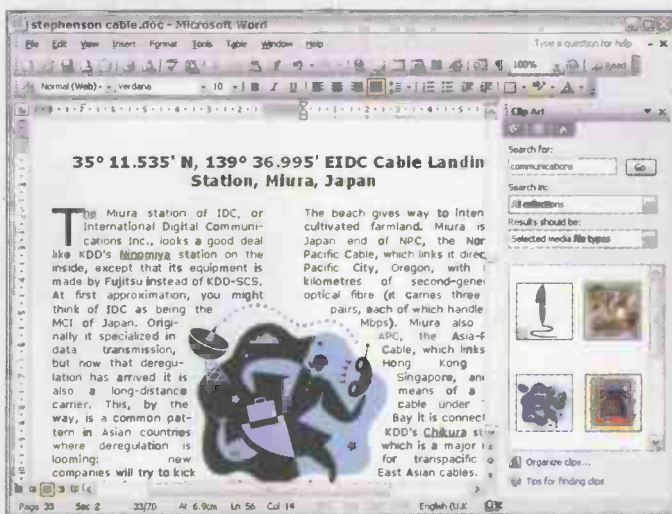 stephenson cable.doc - Microsoft Word
File Edit View Insert Format Tools Table Window Help
Type a question for help
100%
Read
Normal (Web) Verdana 10 B I U
Clip Art
Search for:
communications
Go
Search in:
All collections
Results should be:
Selected media file types
35° 11.535' N, 139° 36.995' EIDC Cable Landin
Station, Miura, Japan
The Miura station of IDC, or
International Digital Communi-
cations Inc., looks a good deal
like KDD's Ninomiya station on the
inside, except that its equipment is
made by Fujitsu instead of KDD-SCS.
At first approximation, you might
think of IDC as being the
MCI of Japan. Origi-
nally it specialized in
data transmission,
but now that deregu-
lation has arrived it is
also a long-distance
carrier. This, by the
way, is a common pat-
tern in Asian countries
where deregulation is
looming: new
companies will try to kick
The beach gives way to inten
cultivated farmland. Miura is
Japan end of NPC, the Nor
Pacific Cable, which links it direc
Pacific City, Oregon, with
kilometres of second-gene
optical fibre (it carries three
pairs, each of which handle
Mbps). Miura also
APC, the Asia-P
Cable, which links
Hong Kong
Singapore, an
means of a
cable under
Bay it is connect
KDD's Chikura st
which is a major
for transpacific
East Asian cables.
Organize clips...
Tips for finding clips
Page 33 Sec 2 33/70 At 6.9cm Ln 56 Col 14 English (U.K